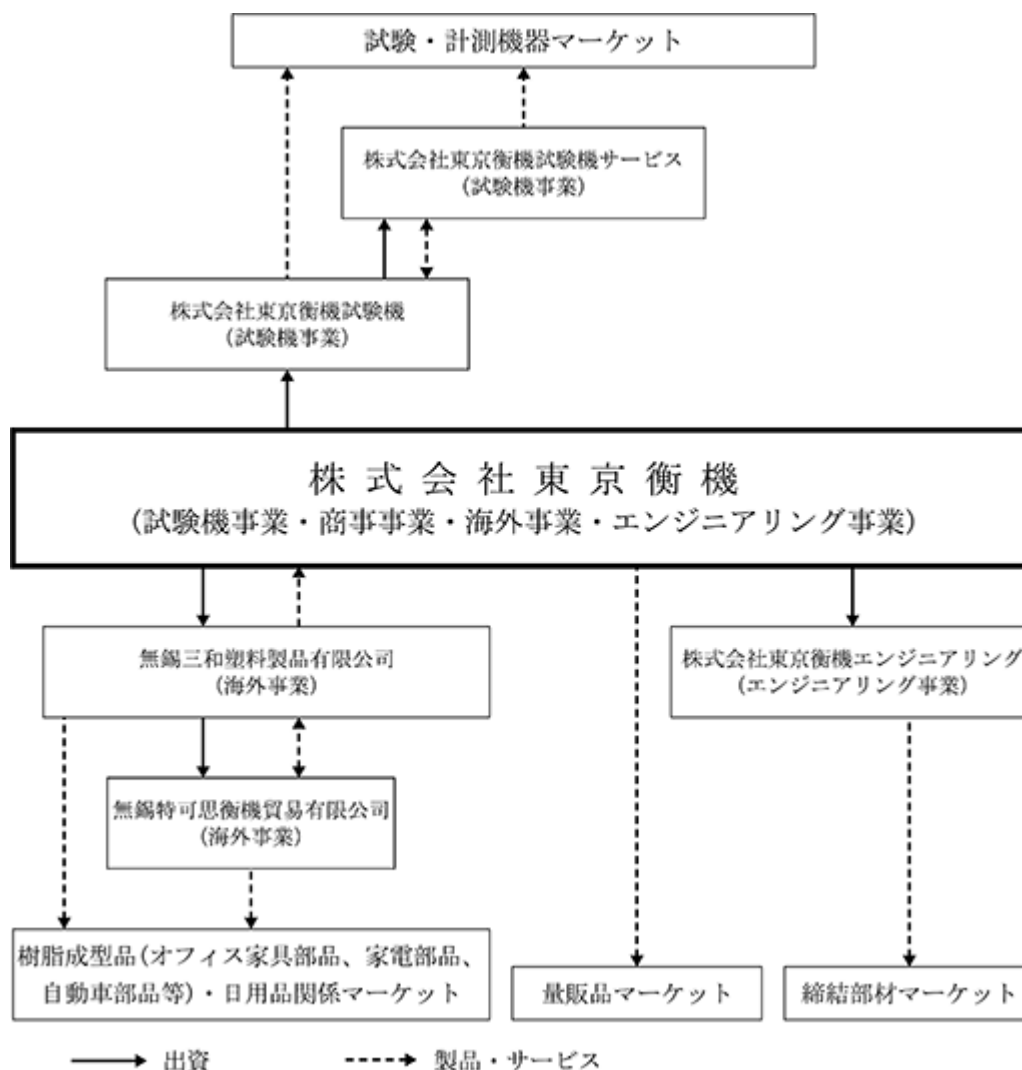 試験・計測機器マーケット
株式会社東京衡機試験機サービス
(試験機事業)
株式会社東京衡機試験機
(試験機事業)
株式会社東京衡機
(試験機事業・商事事業・海外事業・エンジニアリング事業)
無錫三和塑料製品有限公司
(海外事業)
株式会社東京衡機エンジニアリング
(エンジニアリング事業)
無錫特可思衡機貿易有限公司
(海外事業)
樹脂成型品(オフィス家具部品、家電部品、
自動車部品等)・日用品関係マーケット
量販品マーケット
締結部材マーケット
出資
製品・サービス